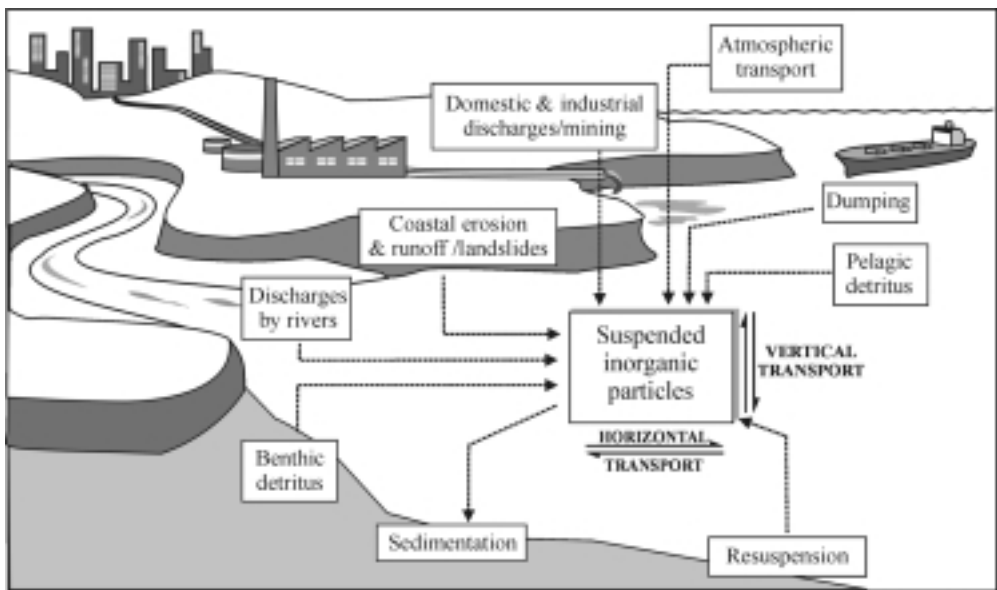 Atmospheric
transport
Domestic & industrial
discharges/mining
Dumping
Coastal erosion
& runoff /landslides
Pelagic
detritus
Discharges
by rivers
Suspended
inorganic
particles
VERTICAL
TRANSPORT
HORIZONTAL
TRANSPORT
Benthic
detritus
Sedimentation
Resuspension